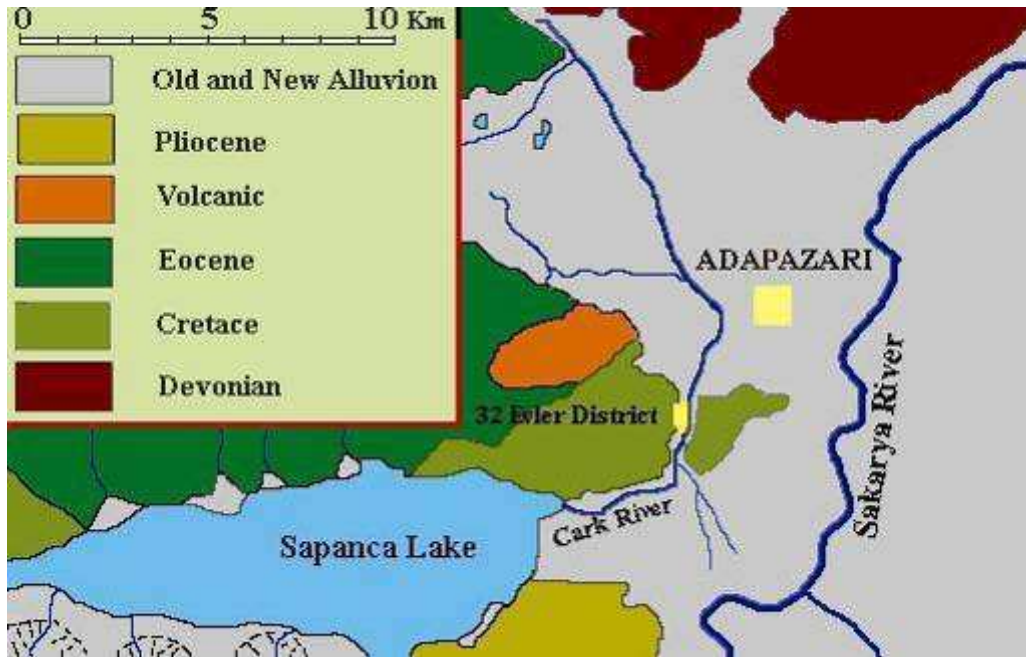 0 5 10 Km
Old and New Alluvion
Pliocene
Volcanic
Eocene
Cretace
Devonian
ADAPAZARI
32 Evler District
Sakarya River
Cark River
Sapanca Lake